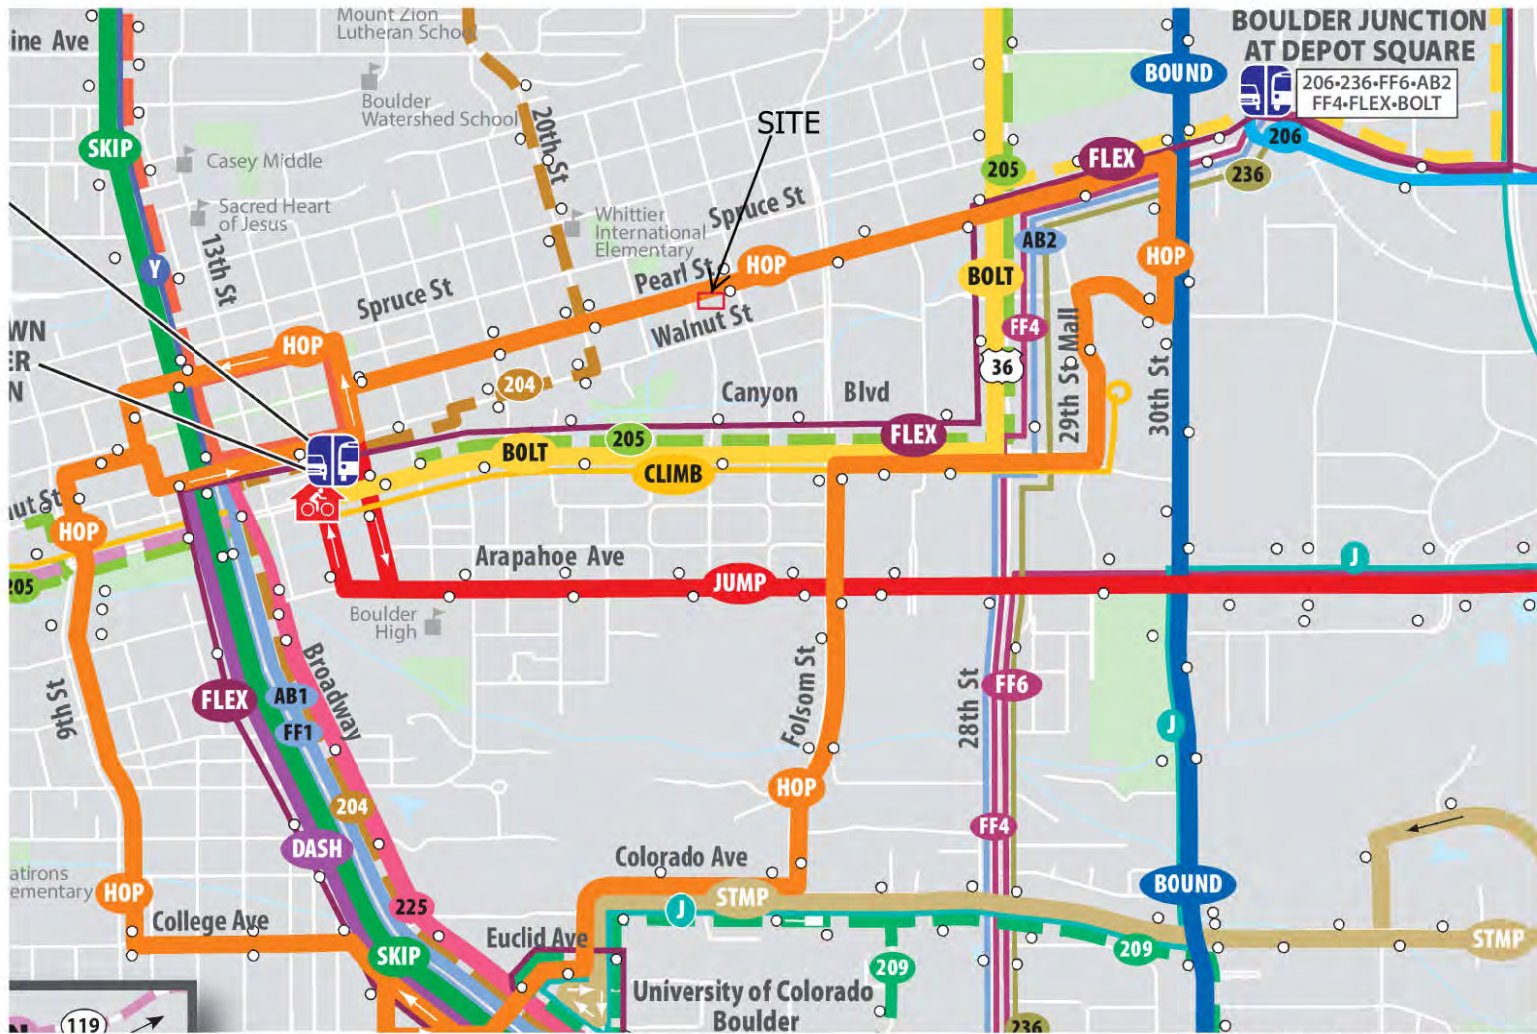 Mount Zion
Lutheran School
BOULDER JUNCTION
AT DEPOT SQUARE
206•236•FF6•AB2
FF4•FLEX•BOLT
ine Ave
BOUND
Boulder
Watershed School
20th St
SITE
SKIP
Casey Middle
205
FLEX
206
236
Sacred Heart
of Jesus
Whittier
International
Elementary
Spruce St
AB2
HOP
13th St
Y
Pearl St
HOP
BOLT
Spruce St
Walnut St
FF4
29th St Mall
30th St
WN
ER
N
HOP
36
204
Canyon Blvd
205
FLEX
BOLT
CLIMB
ut St
HOP
Arapahoe Ave
J
JUMP
205
Boulder
High
9th St
Broadway
Folsom St
28th St
FLEX
AB1
FF1
FF6
J
HOP
204
FF4
DASH
Colorado Ave
atirons
ementary
HOP
STMP
BOUND
225
J
College Ave
Euclid Ave
SKIP
209
209
STMP
University of Colorado
Boulder
119
N
236